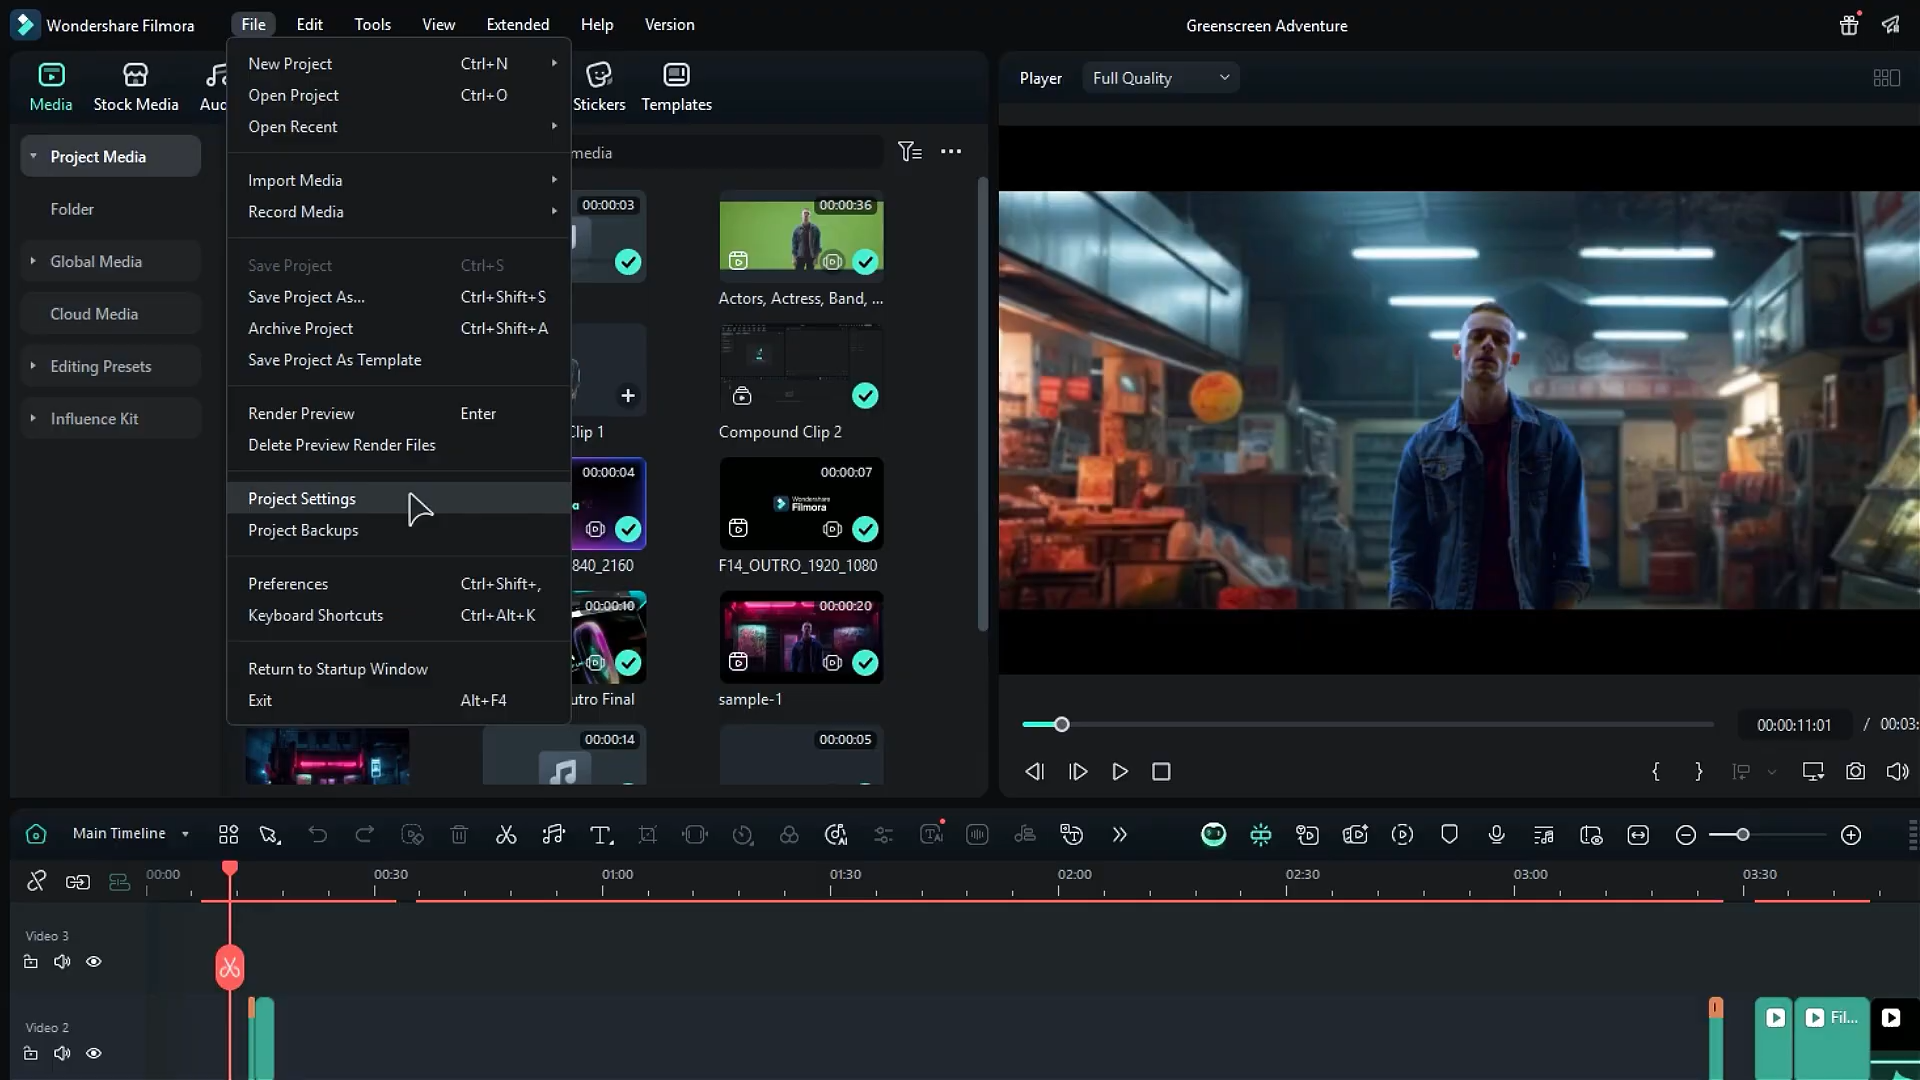 Wondershare Filmora
File
Edit
Tools
View
Extended
Help
Version
Greenscreen Adventure
Media
Stock Media
Stickers
Templates
Player
Full Quality
New Project Ctrl+N
Open Project Ctrl+O
Open Recent
Import Media
Record Media
Save Project Ctrl+S
Save Project As... Ctrl+Shift+S
Archive Project Ctrl+Shift+A
Save Project As Template
Render Preview Enter
Delete Preview Render Files
Project Settings
Project Backups
Preferences Ctrl+Shift+,
Keyboard Shortcuts Ctrl+Alt+K
Return to Startup Window
Exit Alt+F4
Project Media
Folder
Global Media
Cloud Media
Editing Presets
Influence Kit
media
00:00:03
00:00:36
Actors, Actress, Band, ...
Clip 1
Compound Clip 2
00:00:04
00:00:07
Wondershare
Filmora
840_2160
F14_OUTRO_1920_1080
00:00:10
00:00:20
utro Final
sample-1
00:00:14
00:00:05
00:00:11:01 / 00:03:
Main Timeline
00:00
00:30
01:00
01:30
02:00
02:30
03:00
03:30
Video 3
Video 2
Fil...